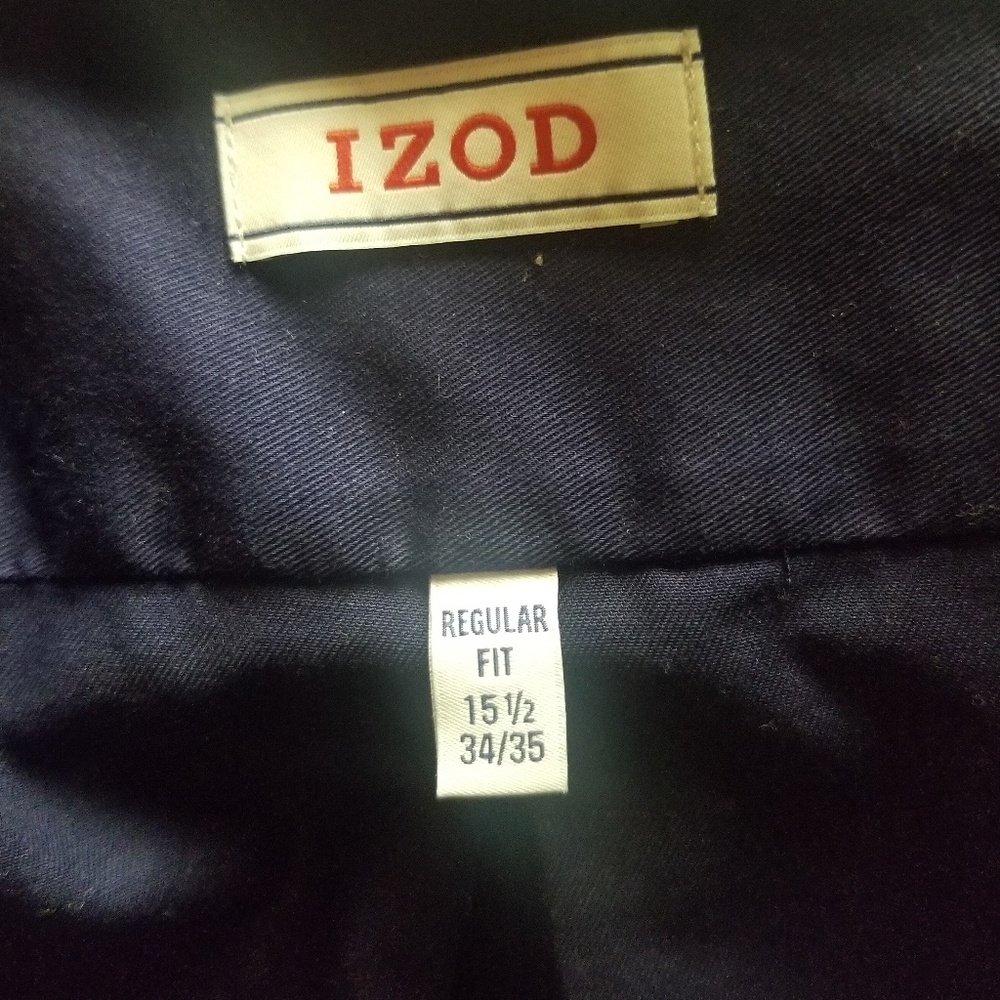 IZOD
REGULAR
FIT
15 1/2
34/35